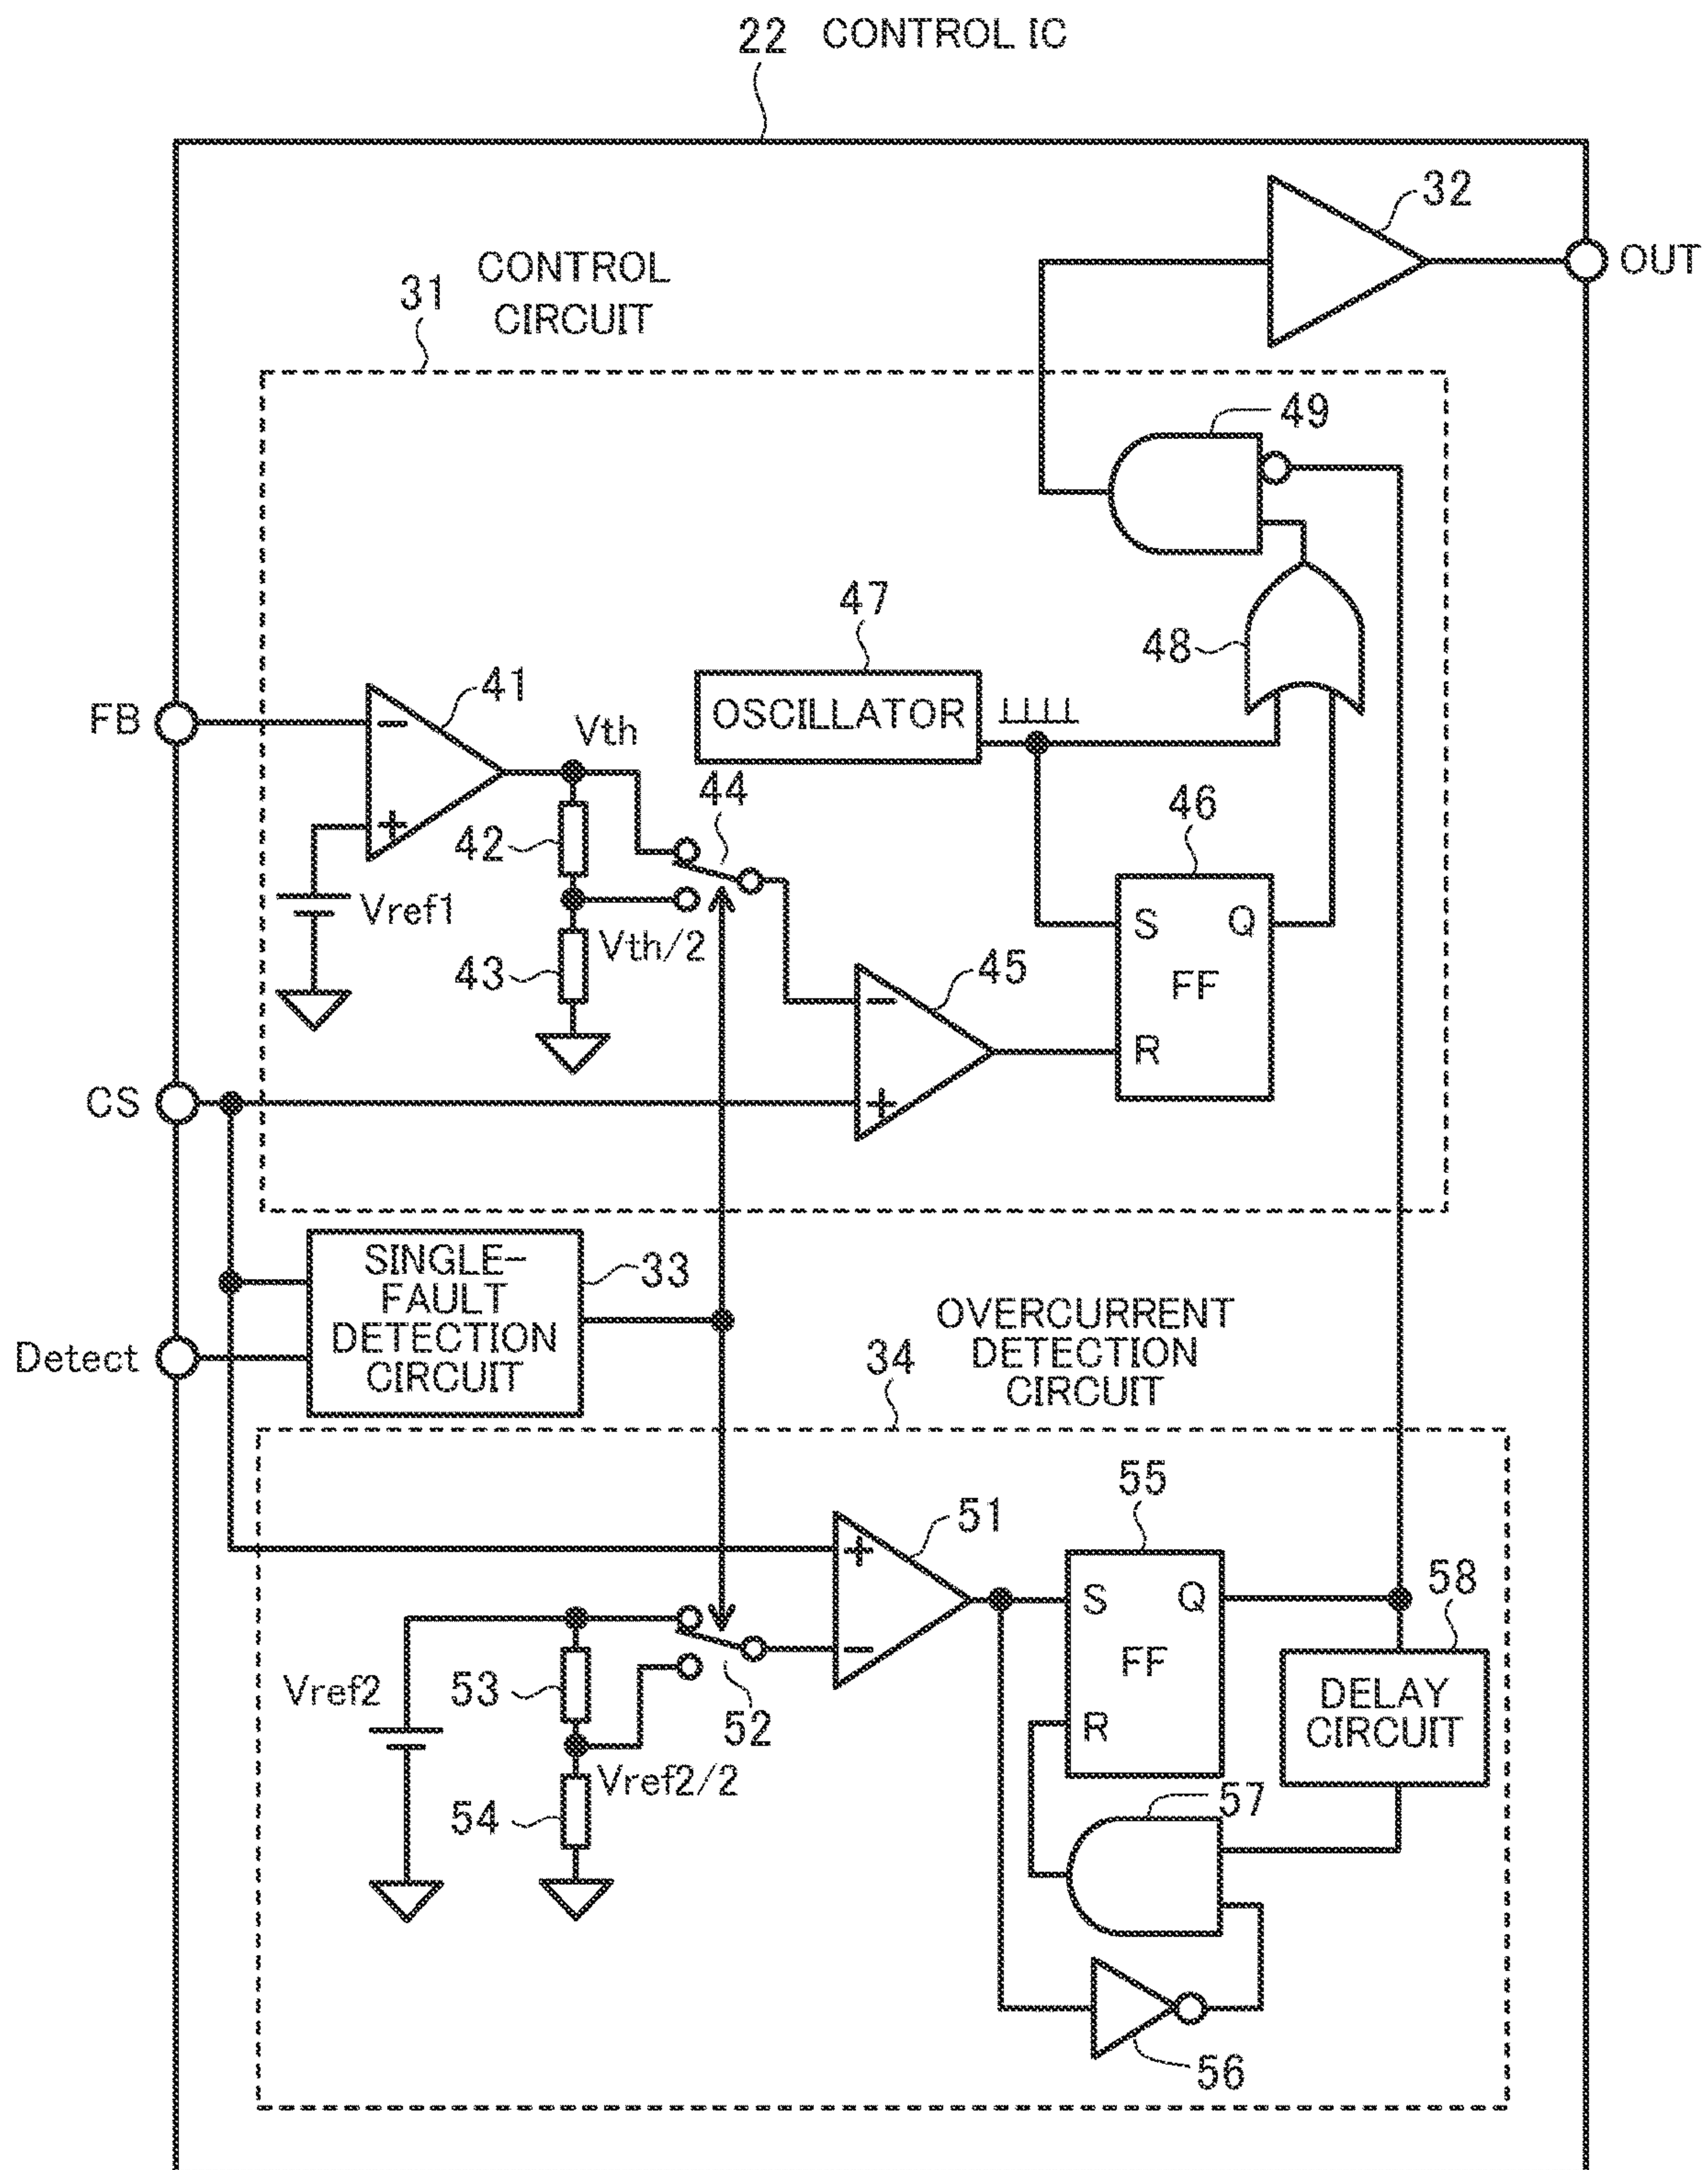 22 CONTROL IC
32
OUT
CONTROL
CIRCUIT
31
49
47
48
OSCILLATOR
FB
41
Vth
44
46
42
Vref1
S
Q
Vth/2
43
45
FF
R
−
+
CS
−
+
SINGLE-
FAULT
DETECTION
CIRCUIT
33
Detect
OVERCURRENT
DETECTION
CIRCUIT
34
55
51
58
+
−
S
Q
FF
R
DELAY
CIRCUIT
Vref2
53
52
Vref2/2
54
57
56